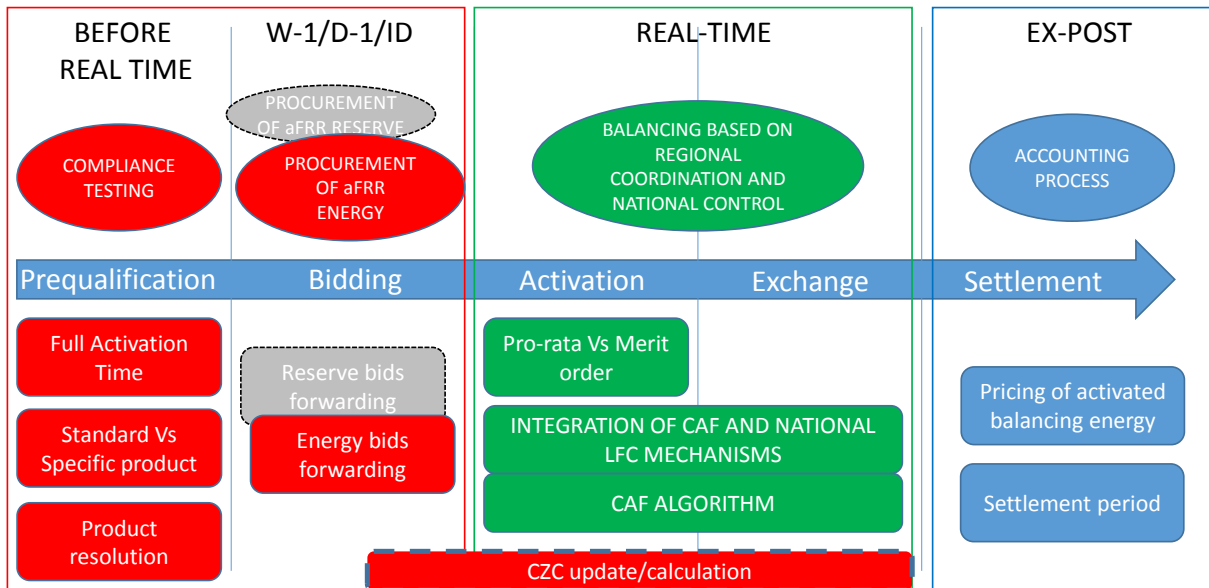 BEFORE
REAL TIME
W-1/D-1/ID
REAL-TIME
EX-POST
PROCUREMENT
OF aFRR RESERVE
COMPLIANCE
TESTING
PROCUREMENT
OF aFRR
ENERGY
BALANCING BASED ON
REGIONAL
COORDINATION AND
NATIONAL CONTROL
ACCOUNTING
PROCESS
Prequalification
Bidding
Activation
Exchange
Settlement
Full Activation
Time
Standard Vs
Specific product
Product
resolution
Reserve bids
forwarding
Energy bids
forwarding
Pro-rata Vs Merit
order
INTEGRATION OF CAF AND NATIONAL
LFC MECHANISMS
CAF ALGORITHM
CZC update/calculation
Pricing of activated
balancing energy
Settlement period